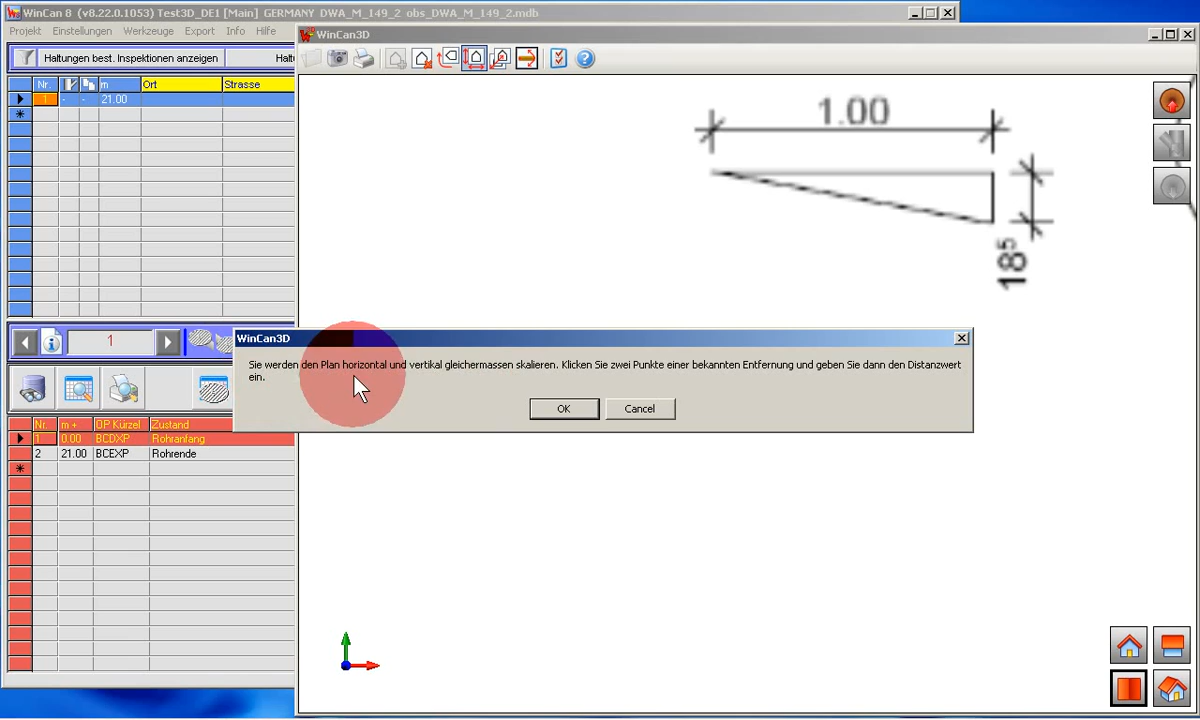 WinCan 8 (v8.22.0.1053) Test3D_DE1 [Main] GERMANY DWA_M_149_2 obs_DWA_M_149_2.mdb
Projekt Einstellungen Werkzeuge Export Info Hilfe
WinCan3D
Haltungen best. Inspektionen anzeigen Halt
Nr. m Ort Strasse
1 - - 21.00
1.00
18⁵
1
WinCan3D
Sie werden den Plan horizontal und vertikal gleichermassen skalieren. Klicken Sie zwei Punkte einer bekannten Entfernung und geben Sie dann den Distanzwert
ein.
OK Cancel
Nr. m + OP Kürzel Zustand
1 0.00 BCDXP Rohranfang
2 21.00 BCEXP Rohrende